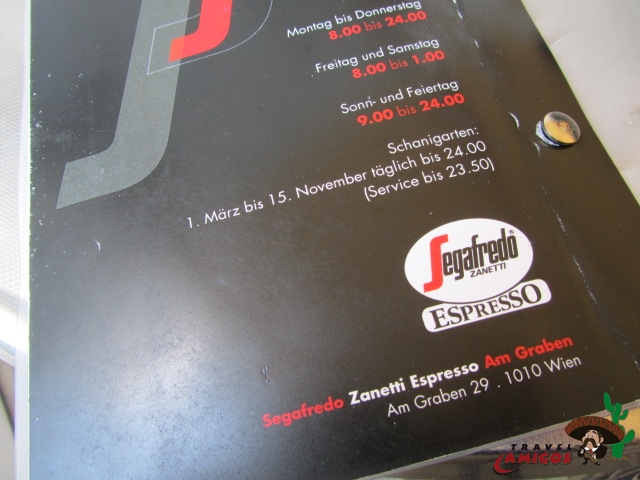 Montag bis Donnerstag
8.00 bis 24.00
Freitag und Samstag
8.00 bis 1.00
Sonn- und Feiertag
9.00 bis 24.00
Schanigarten:
1. März bis 15. November täglich bis 24.00
(Service bis 23.50)
Segafredo®
ZANETTI
ESPRESSO
Segafredo Zanetti Espresso Am Graben
Am Graben 29 . 1010 Wien
TRAVEL
AMIGOS